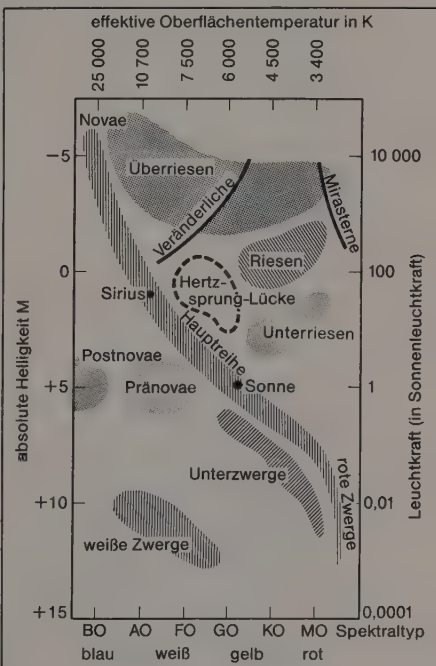 effektive Oberflächentemperatur in K
25 000
10 700
7 500
6 000
4 500
3 400
Novae
−5
Überriesen
10 000
Veränderliche
Mirasterne
Riesen
0
Hertz-
sprung-Lücke
100
Sirius
Hauptreihe
Unterriesen
Postnovae
+5
Pränovae
Sonne
1
absolute Helligkeit M
Leuchtkraft (in Sonnenleuchtkraft)
Unterzwerge
rote Zwerge
+10
0,01
weiße Zwerge
+15
0,0001
BO AO FO GO KO MO Spektraltyp
blau weiß gelb rot